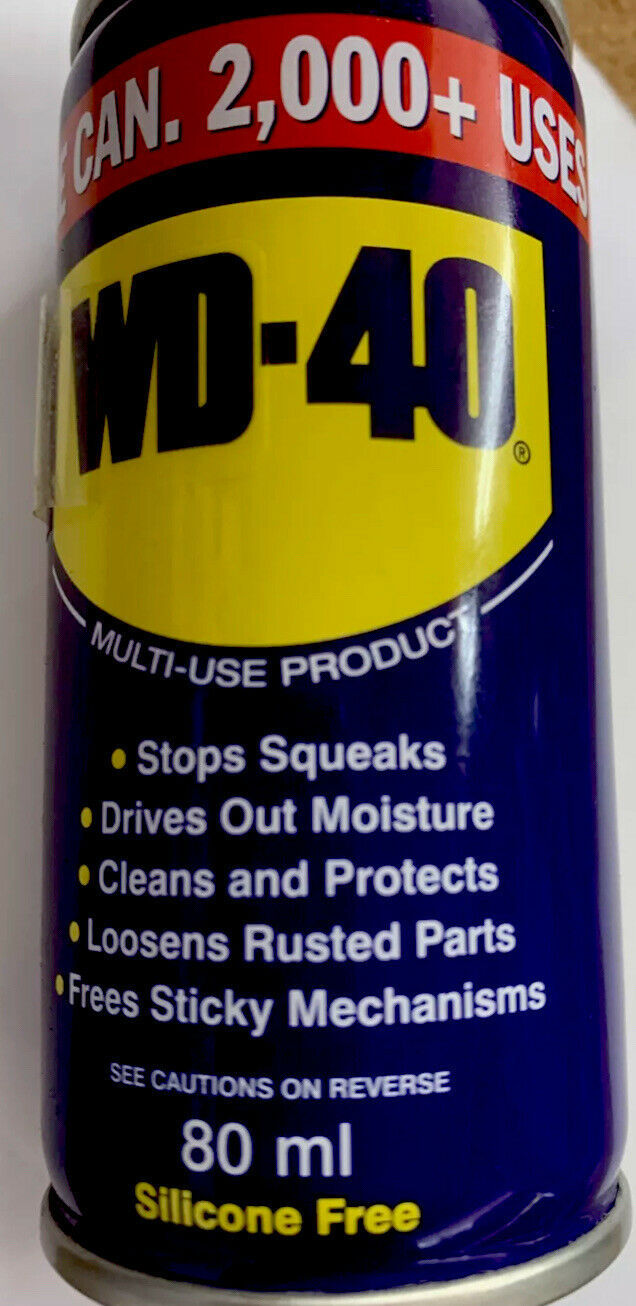 CAN. 2,000+ USES
WD-40
®
MULTI-USE PRODUCT
• Stops Squeaks
• Drives Out Moisture
• Cleans and Protects
• Loosens Rusted Parts
• Frees Sticky Mechanisms
SEE CAUTIONS ON REVERSE
80 ml
Silicone Free